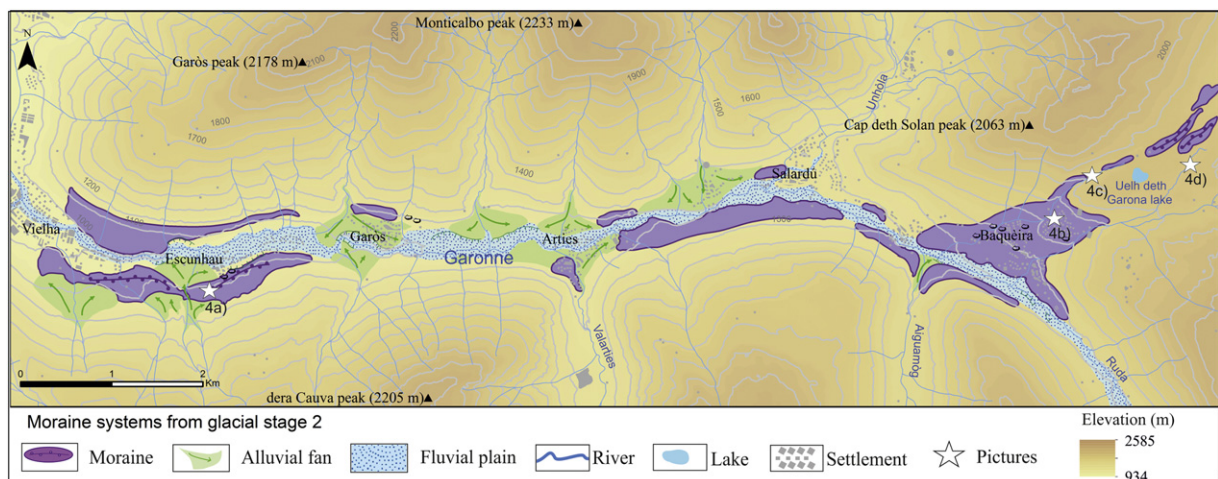 Monticalbo peak (2233 m)
N
Garòs peak (2178 m)
2200
2100
2000
1900
1800
1700
1600
1500
1400
Unhòla
Cap deth Solan peak (2063 m)
4c)
4d)
Uelh deth
Garona lake
1200
1100
Salardú
Vielha
Garòs
Arties
Baqueira
4b)
Escunhau
Garonne
4a)
Valarties
Aiguamòg
Ruda
0 1 2
Km
dera Cauva peak (2205 m)
Moraine systems from glacial stage 2
Elevation (m)
Moraine
Alluvial fan
Fluvial plain
River
Lake
Settlement
Pictures
2585
934